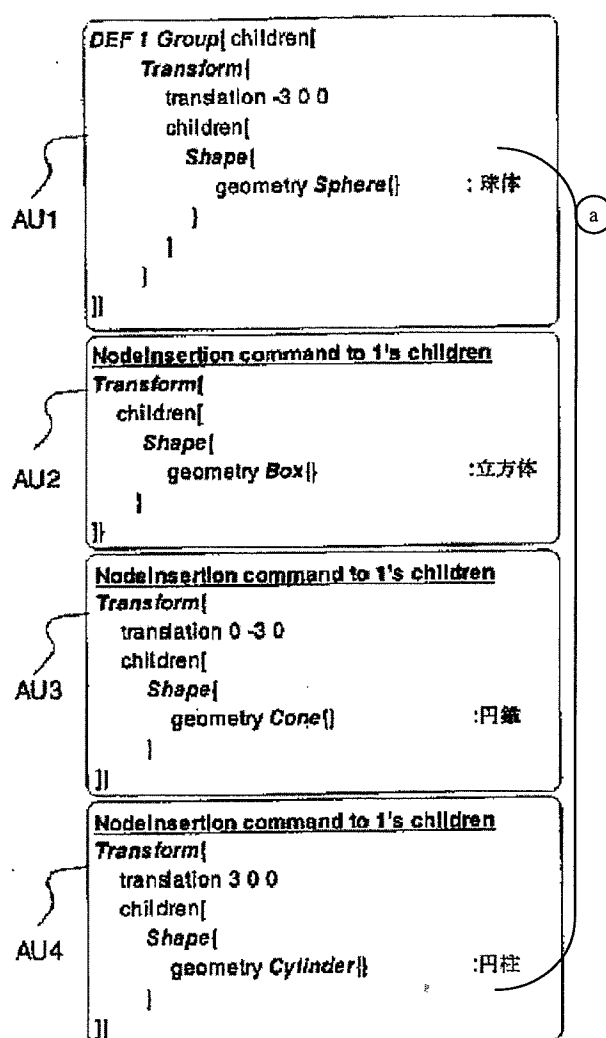 DEF 1 Group{ children[
Transform{
translation -3 0 0
children[
Shape{
geometry Sphere{} : 球体
}
]
}
]}
AU1
a
NodeInsertion command to 1's children
Transform{
children[
Shape{
geometry Box{} :立方体
}
]}
AU2
NodeInsertion command to 1's children
Transform{
translation 0 -3 0
children[
Shape{
geometry Cone{} :円錐
}
]}
AU3
NodeInsertion command to 1's children
Transform{
translation 3 0 0
children[
Shape{
geometry Cylinder{} :円柱
}
]}
AU4